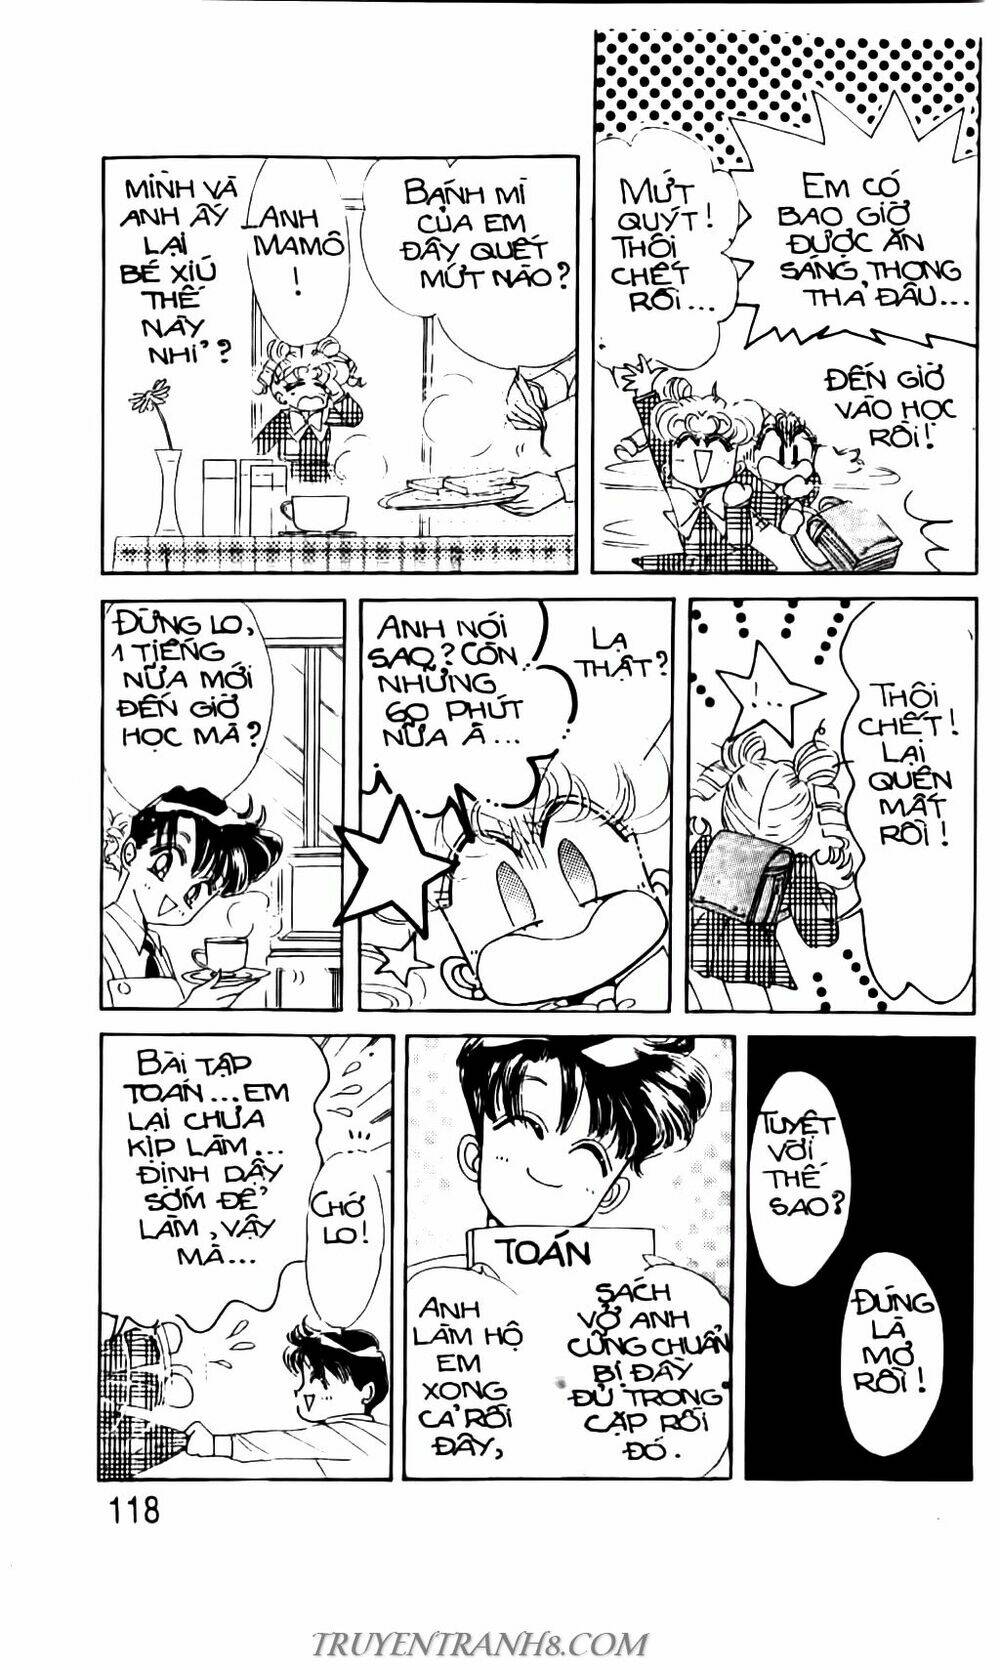 MÌNH VÀ
ANH ẤY
LẠI
BÉ XÍU
THẾ
NÀY
NHỈ?
ANH
MAMÔ
!
BÁNH MÌ
CỦA EM
ĐÂY QUẾT
MỨT NÀO?
MỨT
QUÝT!
THÔI
CHẾT
RỒI...
EM CÓ
BAO GIỜ
ĐƯỢC ĂN
SÁNG THONG
THẢ ĐÂU...
ĐẾN GIỜ
VÀO HỌC
RỒI!
ĐỪNG LO,
1 TIẾNG
NỮA MỚI
ĐẾN GIỜ
HỌC MÀ?
ANH NÓI
SAO? CÒN
NHỮNG
60 PHÚT
NỮA À...
LẠ
THẬT?
!...
THÔI
CHẾT!
LẠI
QUÊN
MẤT
RỒI!
BÀI TẬP
TOÁN...EM
LẠI CHƯA
KỊP LÀM...
ĐỊNH DẬY
SỚM ĐỂ
LÀM, VẬY
MÀ...
CHỚ
LO!
TOÁN
ANH
LÀM HỘ
EM
XONG
CẢ RỒI
ĐÂY,
SÁCH
VỞ ANH
CŨNG CHUẨN
BỊ ĐẦY
ĐỦ TRONG
CẶP RỒI
ĐÓ.
TUYỆT
VỜI
THẾ
SAO?
ĐÚNG
LÀ
MƠ
RỒI!
118
TRUYENTRANH8.COM